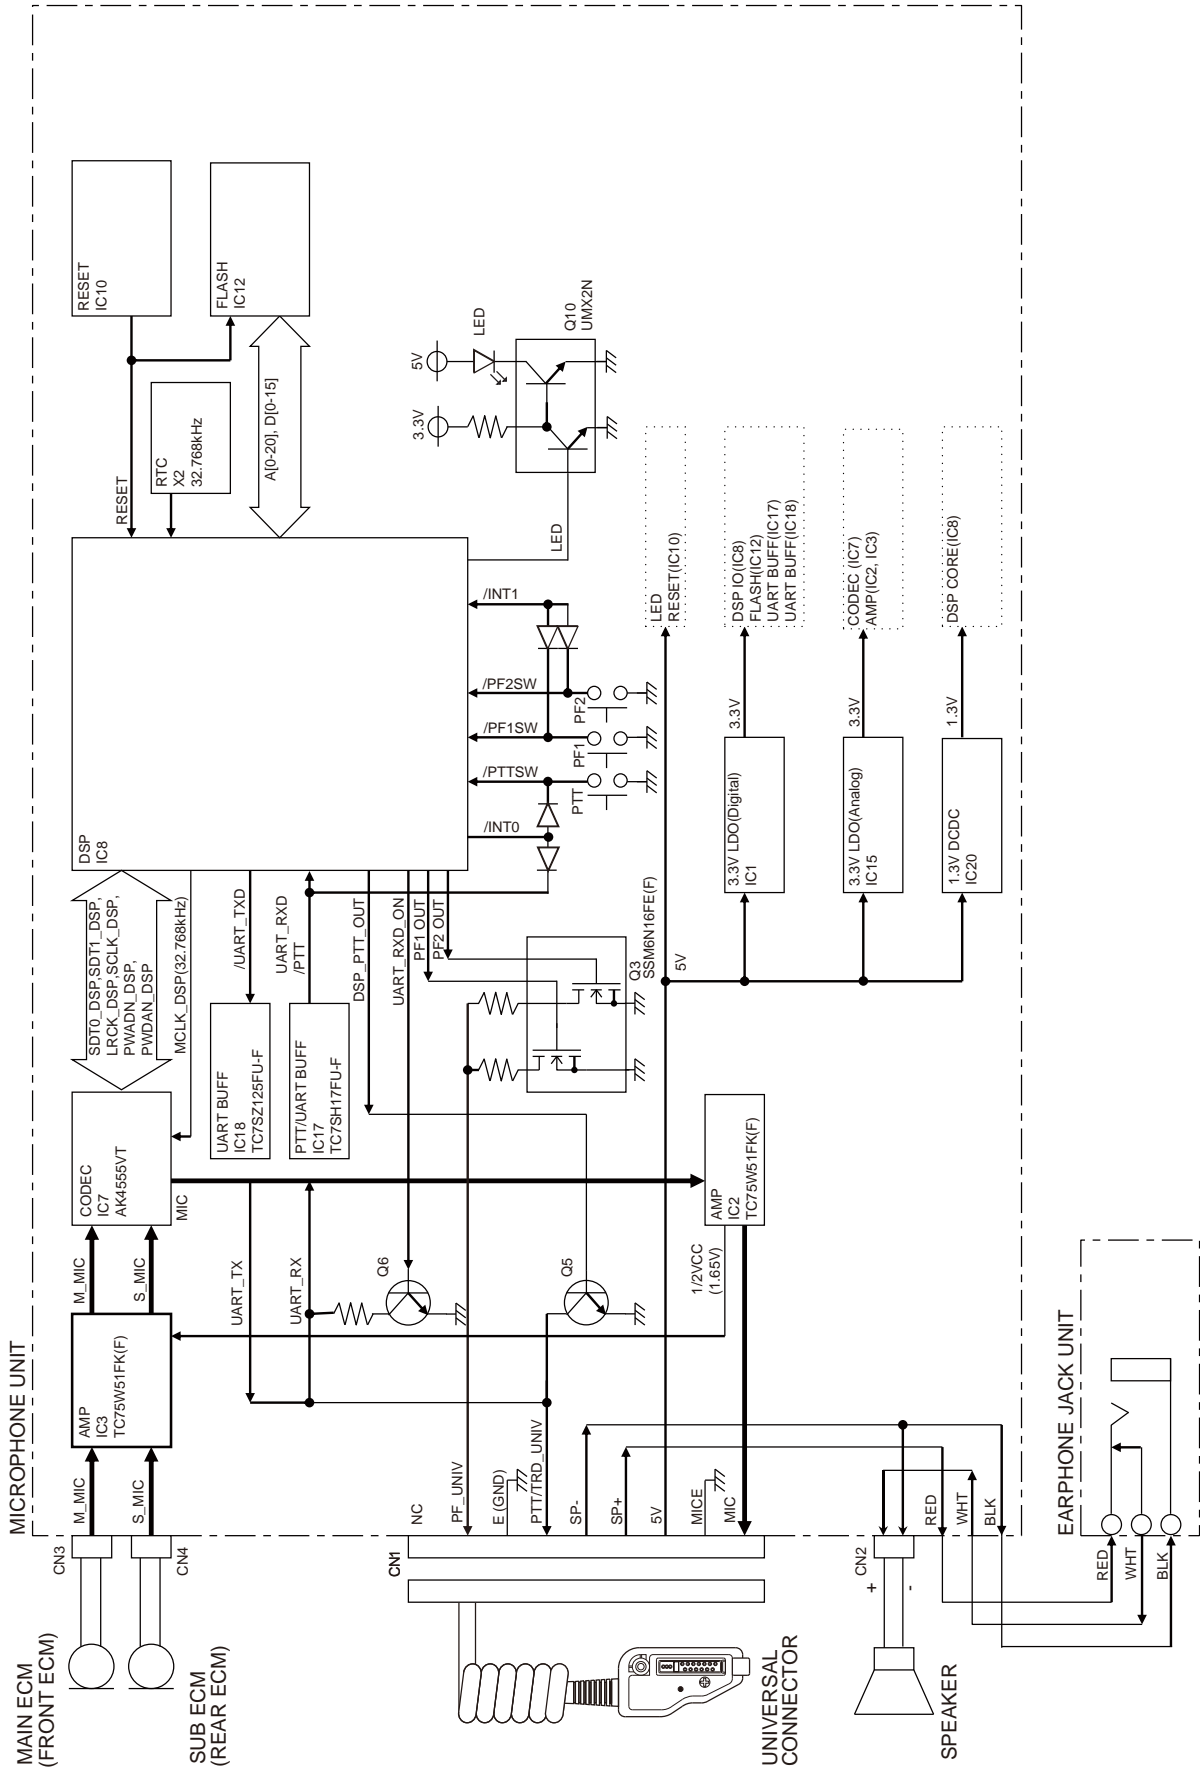 MICROPHONE UNIT
MAIN ECM
(FRONT ECM)
SUB ECM
(REAR ECM)
CN3
CN4
M_MIC
S_MIC
AMP
IC3
TC75W51FK(F)
M_MIC
S_MIC
CODEC
IC7
AK4555VT
MIC
SDT0_DSP,SDT1_DSP,
LRCK_DSP,SCLK_DSP,
PWADN_DSP,
PWDAN_DSP
MCLK_DSP(32.768kHz)
DSP
IC8
RESET
RESET
IC10
RTC
X2
32.768kHz
FLASH
IC12
A[0-20], D[0-15]
UART_TX
UART_RX
UART BUFF
IC18
TC7SZ125FU-F
/UART_TXD
PTT/UART BUFF
IC17
TC7SH17FU-F
UART_RXD
/PTT
DSP_PTT_OUT
UART_RXD_ON
PF1 OUT
PF2 OUT
Q6
Q5
Q3
SSM6N16FE(F)
/INT0
/PTTSW
/PF1SW
/PF2SW
/INT1
PTT
PF1
PF2
LED
3.3V
5V
LED
Q10
UMX2N
CN1
NC
PF_UNIV
E (GND)
PTT/TRD_UNIV
SP-
SP+
5V
MICE
MIC
1/2VCC
(1.65V)
AMP
IC2
TC75W51FK(F)
5V
LED
RESET(IC10)
3.3V LDO(Digital)
IC1
3.3V
DSP IO(IC8)
FLASH(IC12)
UART BUFF(IC17)
UART BUFF(IC18)
3.3V LDO(Analog)
IC15
3.3V
CODEC (IC7)
AMP(IC2, IC3)
1.3V DCDC
IC20
1.3V
DSP CORE(IC8)
UNIVERSAL
CONNECTOR
CN2
+
-
SPEAKER
RED
WHT
BLK
EARPHONE JACK UNIT
RED
WHT
BLK